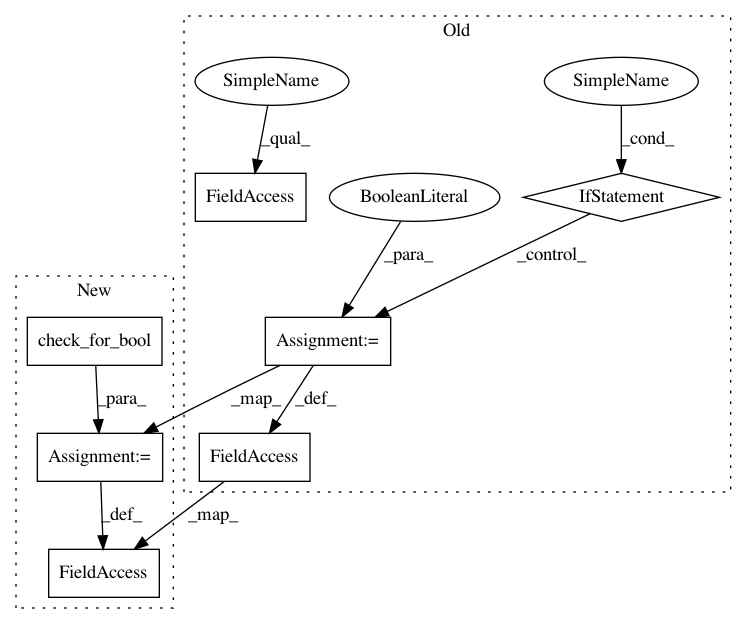 Old
SimpleName
SimpleName
_qual_
_cond_
FieldAccess
BooleanLiteral
IfStatement
_para_
_control_
New
check_for_bool
Assignment:=
_para_
_map_
_def_
Assignment:=
FieldAccess
_def_
_map_
FieldAccess